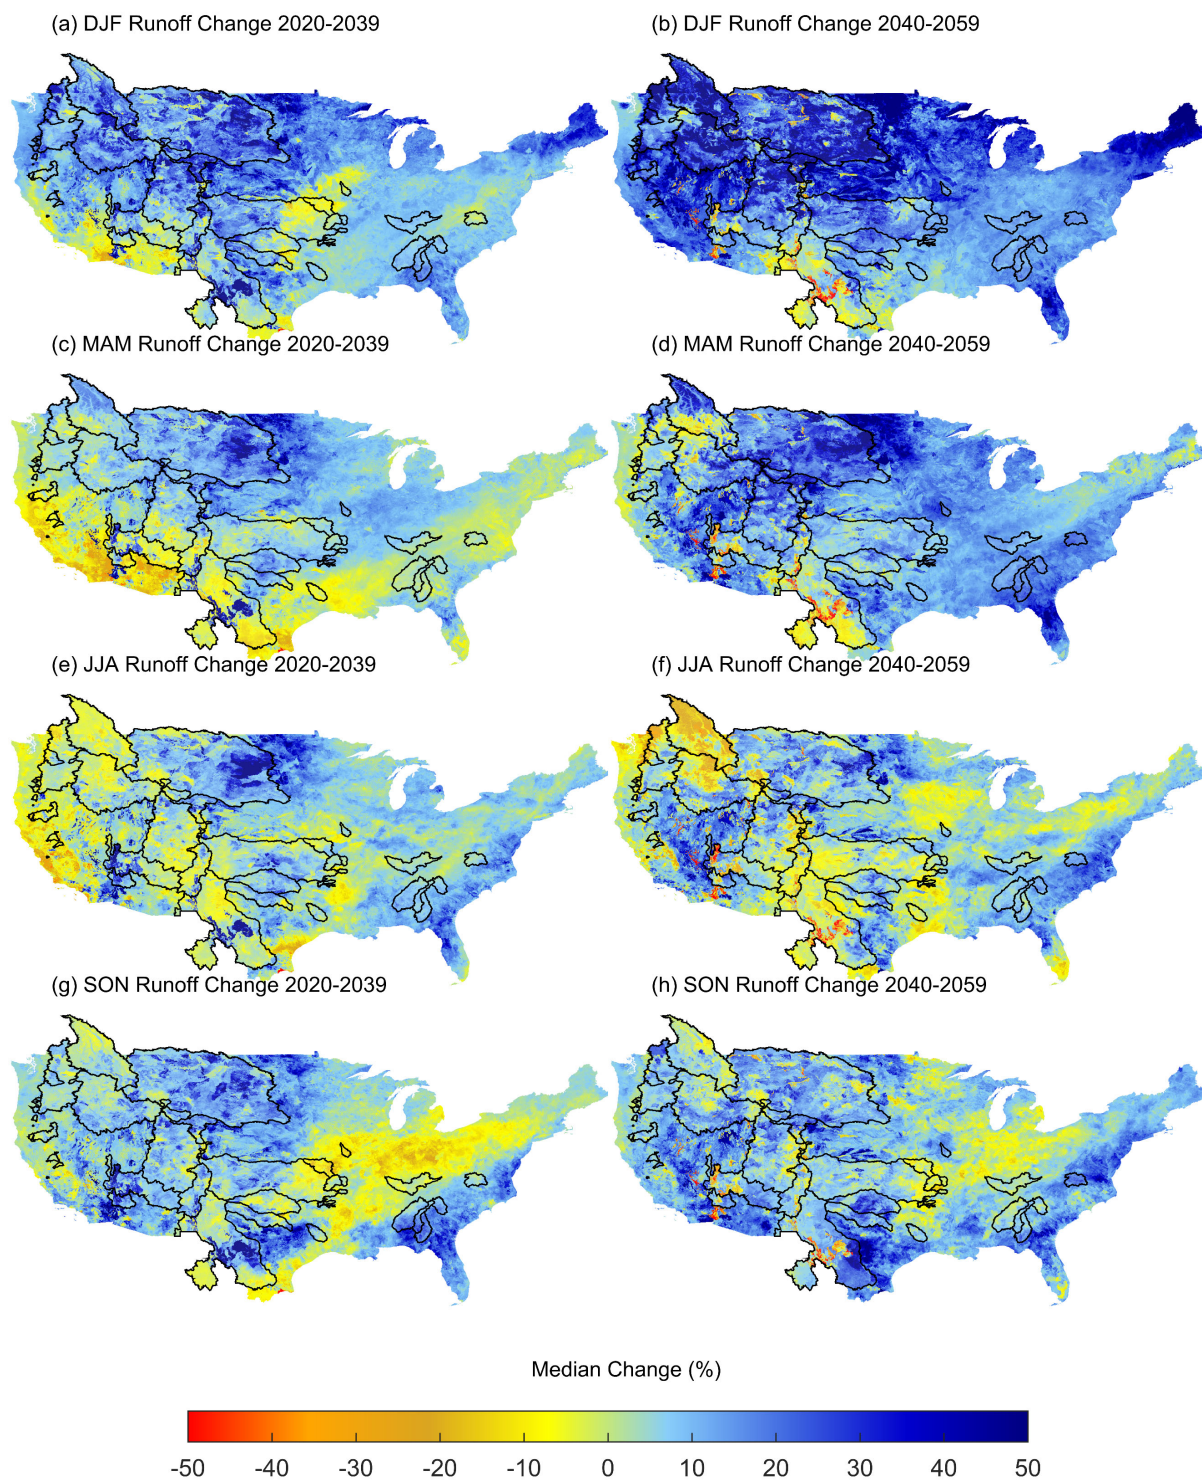 (a) DJF Runoff Change 2020-2039
(b) DJF Runoff Change 2040-2059
(c) MAM Runoff Change 2020-2039
(d) MAM Runoff Change 2040-2059
(e) JJA Runoff Change 2020-2039
(f) JJA Runoff Change 2040-2059
(g) SON Runoff Change 2020-2039
(h) SON Runoff Change 2040-2059
Median Change (%)
-50 -40 -30 -20 -10 0 10 20 30 40 50